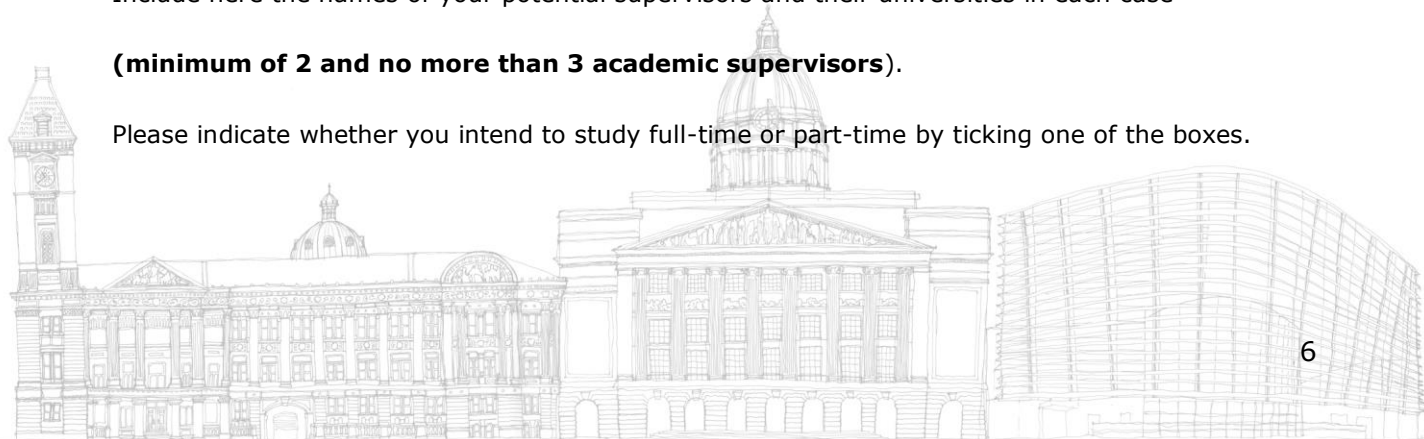 Include here the names of your potential supervisors and their universities in each case
(minimum of 2 and no more than 3 academic supervisors).
Please indicate whether you intend to study full-time or part-time by ticking one of the boxes.
6